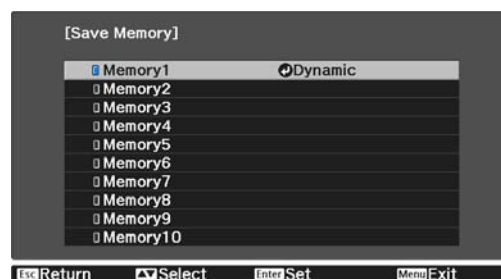 [Save Memory]
Memory1 Dynamic
Memory2
Memory3
Memory4
Memory5
Memory6
Memory7
Memory8
Memory9
Memory10
Esc Return Select Enter Set Menu Exit